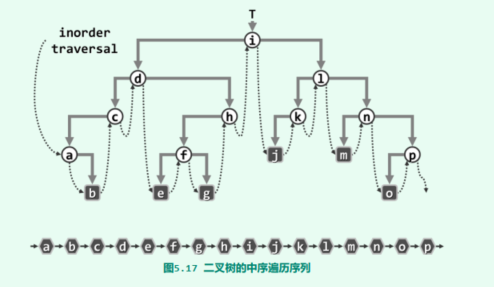 T
inorder
traversal
i
d l
c h k n
a f j m p
b e g o
a b c d e f g h i j k l m n o p
图5.17 二叉树的中序遍历序列